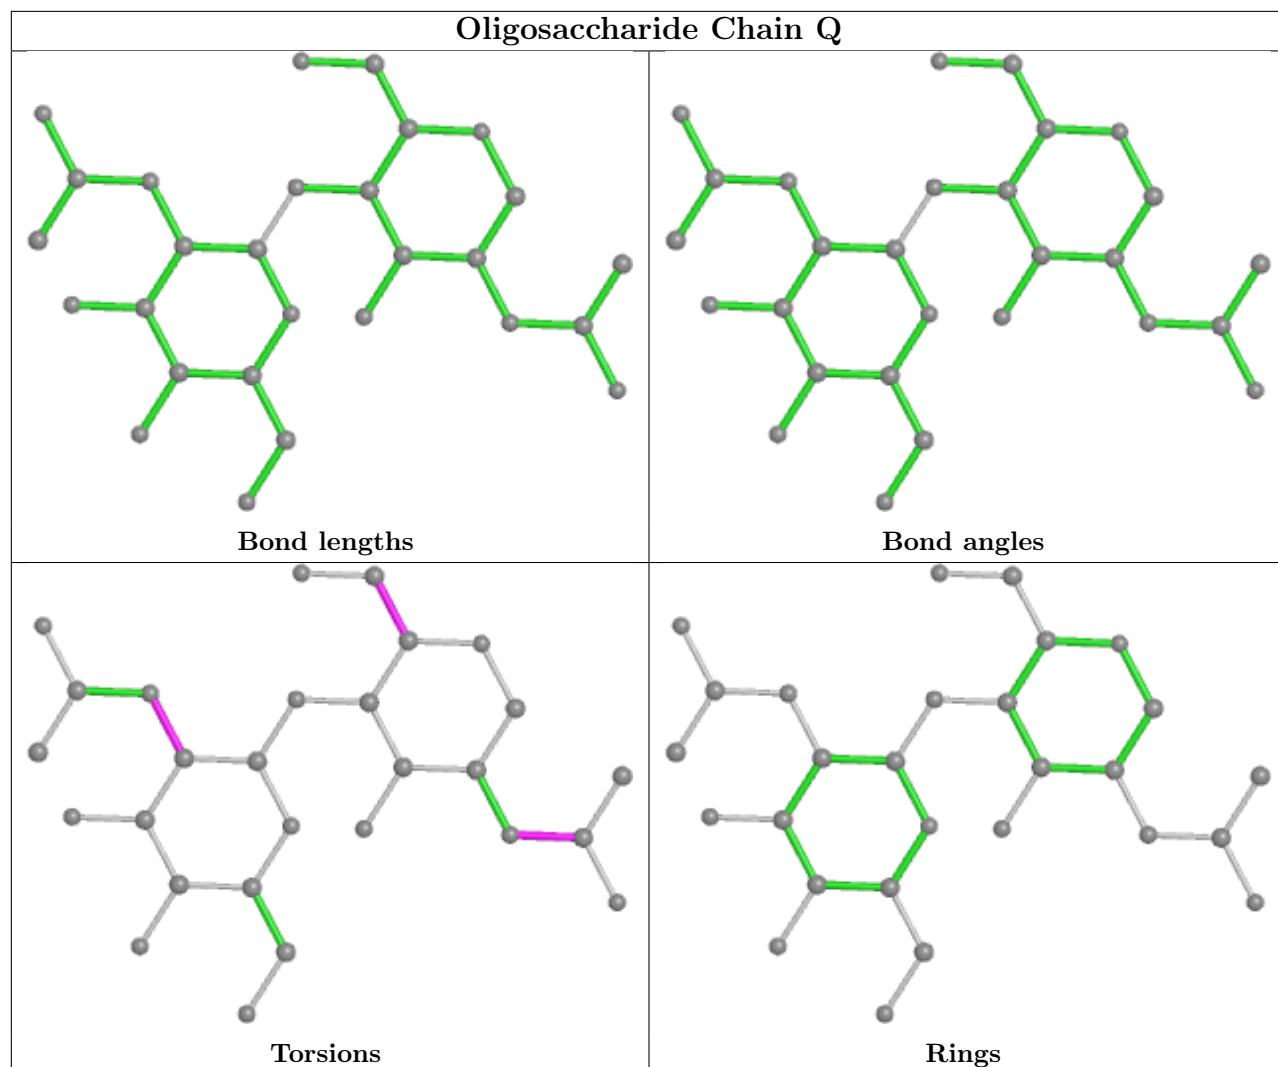 Oligosaccharide Chain Q
Bond lengths
Bond angles
Torsions
Rings